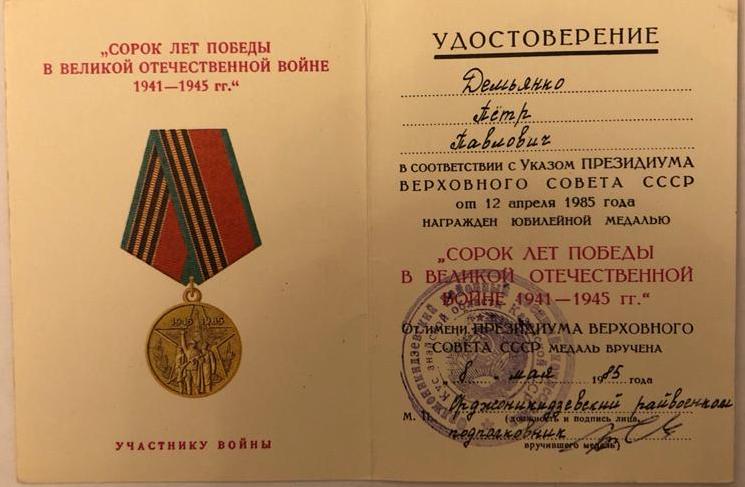 „СОРОК ЛЕТ ПОБЕДЫ
В ВЕЛИКОЙ ОТЕЧЕСТВЕННОЙ ВОЙНЕ
1941—1945 гг.“
1945 1985
УЧАСТНИКУ ВОЙНЫ
УДОСТОВЕРЕНИЕ
Демьянко
Пётр
Павлович
В СООТВЕТСТВИИ С УКАЗОМ ПРЕЗИДИУМА
ВЕРХОВНОГО СОВЕТА СССР
от 12 апреля 1985 года
НАГРАЖДЕН ЮБИЛЕЙНОЙ МЕДАЛЬЮ
„СОРОК ЛЕТ ПОБЕДЫ
В ВЕЛИКОЙ ОТЕЧЕСТВЕННОЙ
ВОЙНЕ 1941—1945 гг.“
От имени ПРЕЗИДИУМА ВЕРХОВНОГО
СОВЕТА СССР МЕДАЛЬ ВРУЧЕНА
8 мая 1985 года
Орджоникидзевский райвоенком
М. П. (должность и подпись лица,
подполковник
вручившего медаль)